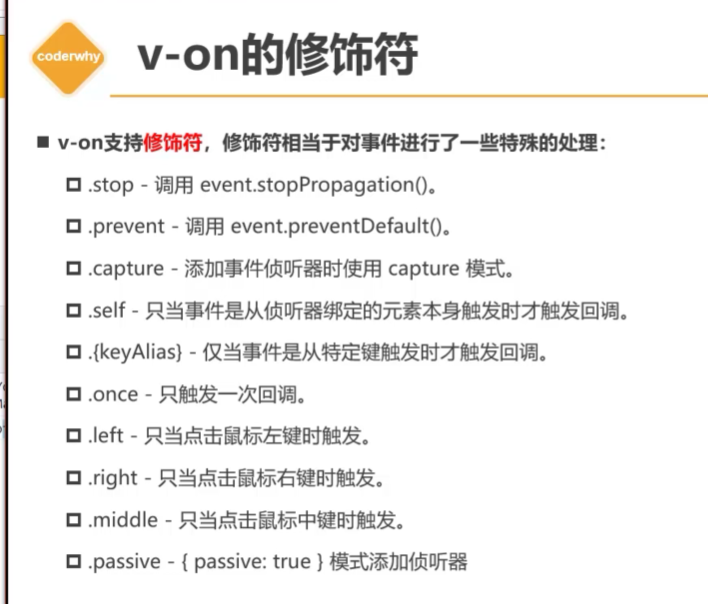 coderwhy
v-on的修饰符
v-on支持修饰符，修饰符相当于对事件进行了一些特殊的处理：
.stop - 调用 event.stopPropagation()。
.prevent - 调用 event.preventDefault()。
.capture - 添加事件侦听器时使用 capture 模式。
.self - 只当事件是从侦听器绑定的元素本身触发时才触发回调。
.{keyAlias} - 仅当事件是从特定键触发时才触发回调。
.once - 只触发一次回调。
.left - 只当点击鼠标左键时触发。
.right - 只当点击鼠标右键时触发。
.middle - 只当点击鼠标中键时触发。
.passive - { passive: true } 模式添加侦听器